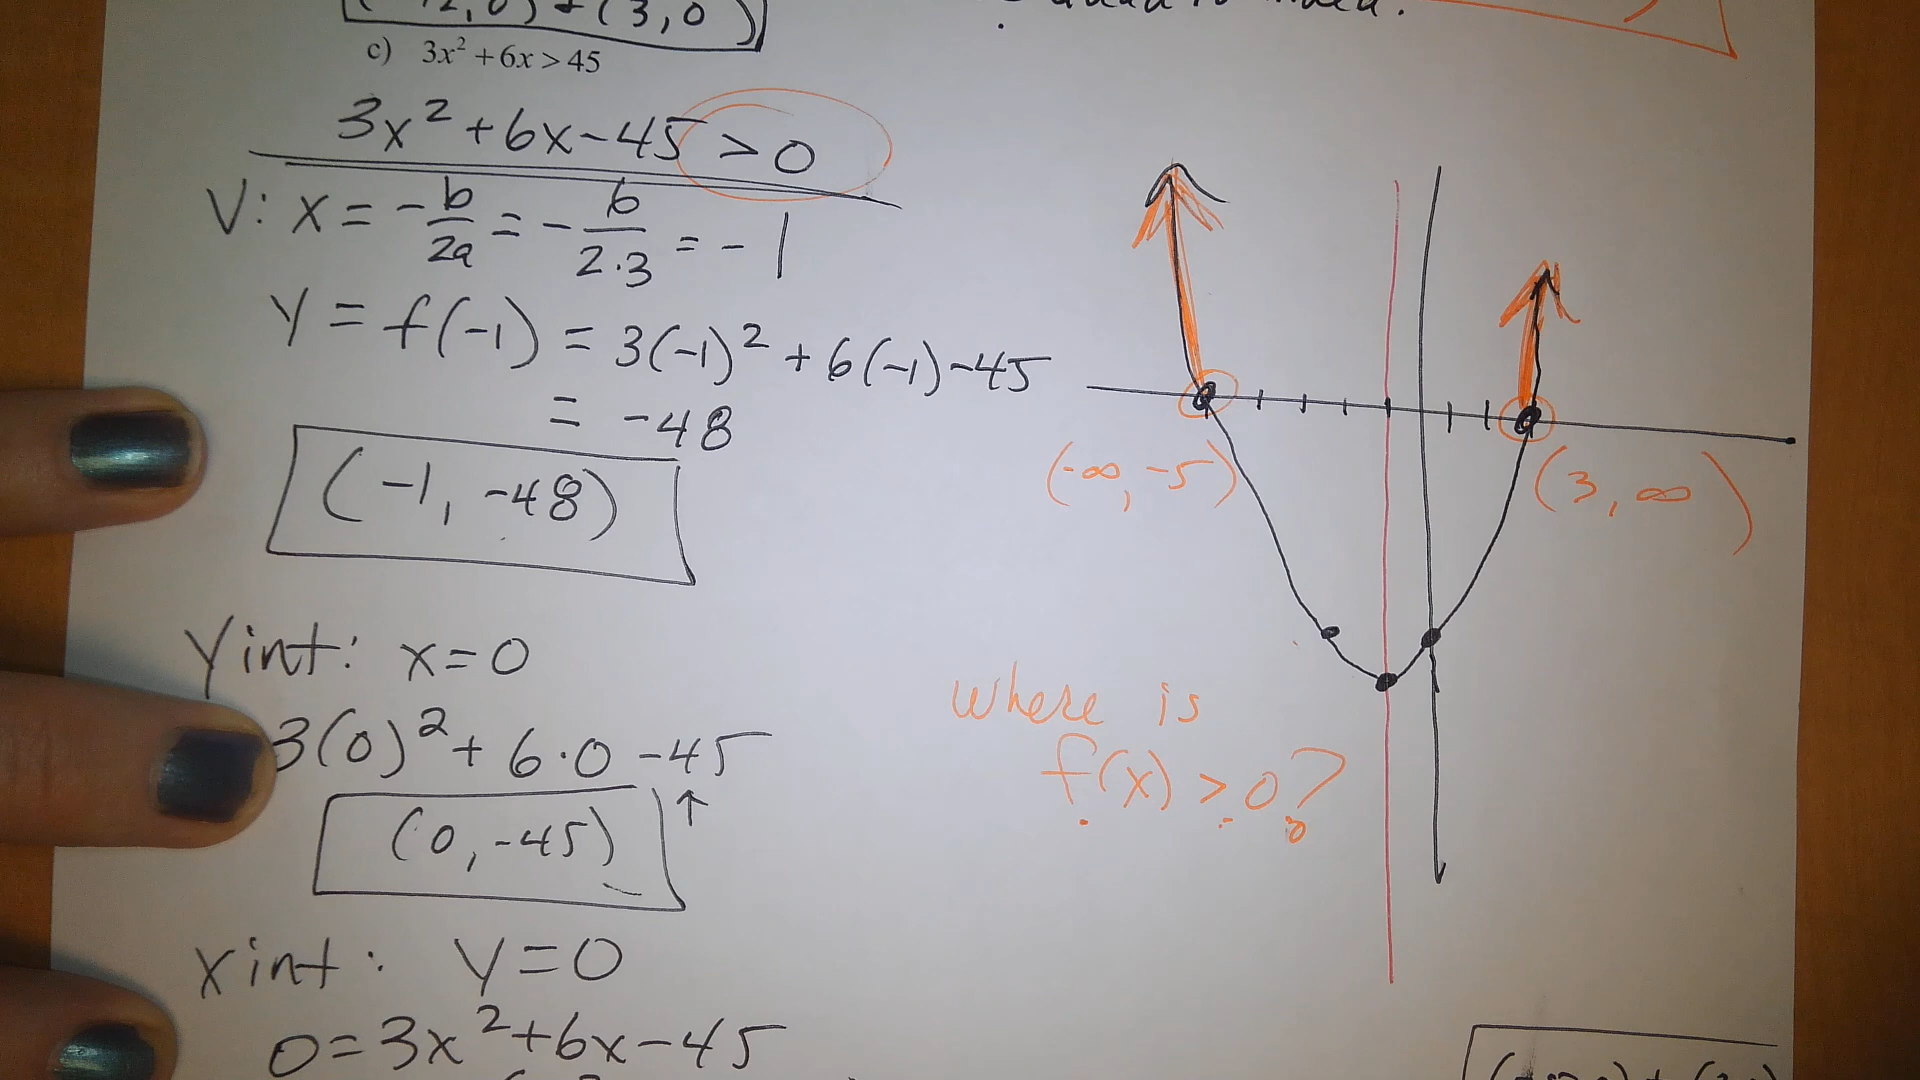 (3,0)
c) 3x² + 6x > 45
3x² + 6x - 45 > 0
V: x = -b/2a = -6/2·3 = -1
y = f(-1) = 3(-1)² + 6(-1) - 45
= -48
(-1, -48)
(-∞, -5)
(3, ∞)
Yint: x=0
3(0)² + 6·0 - 45
↑
(0, -45)
where is
f(x) > 0?
xint: y=0
0=3x²+6x-45